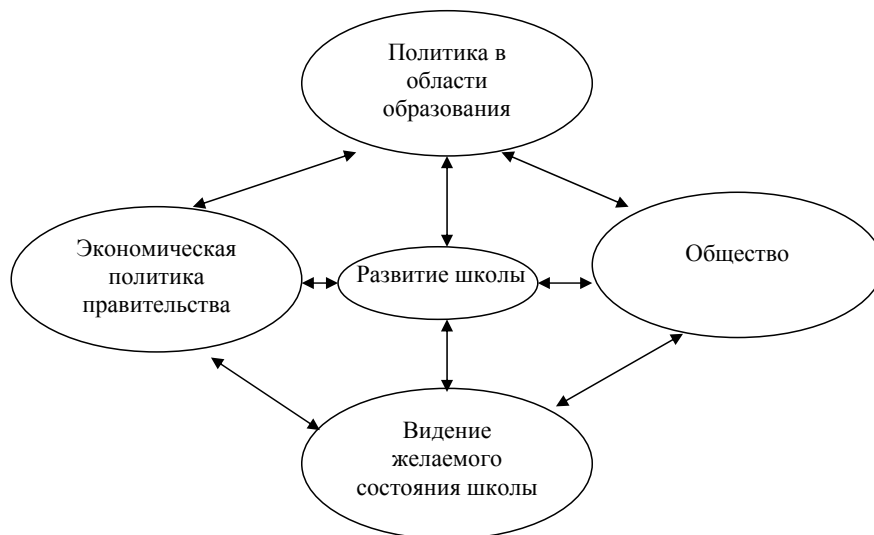 Политика в
области
образования
Экономическая
политика
правительства
Развитие школы
Общество
Видение
желаемого
состояния школы